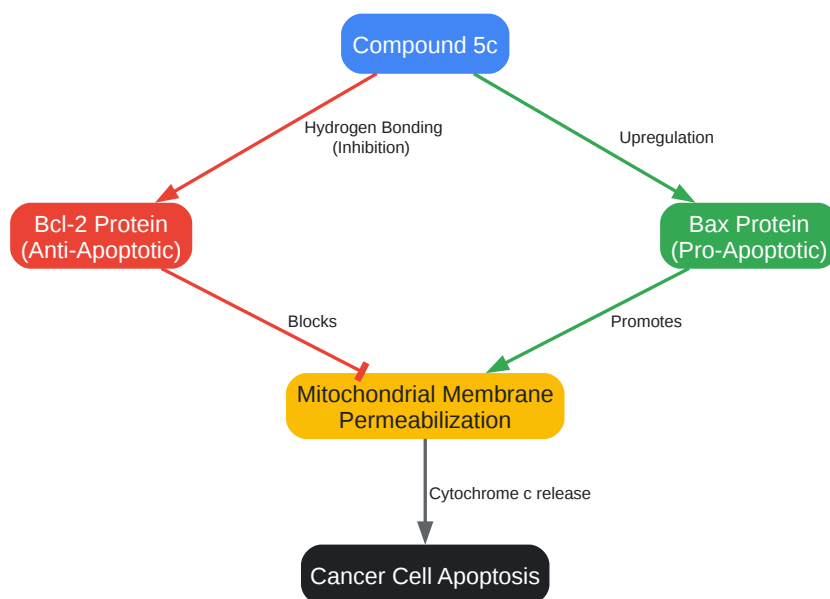 Compound 5c
Hydrogen Bonding
(Inhibition)
Upregulation
Bcl-2 Protein
(Anti-Apoptotic)
Bax Protein
(Pro-Apoptotic)
Blocks
Promotes
Mitochondrial Membrane
Permeabilization
Cytochrome c release
Cancer Cell Apoptosis